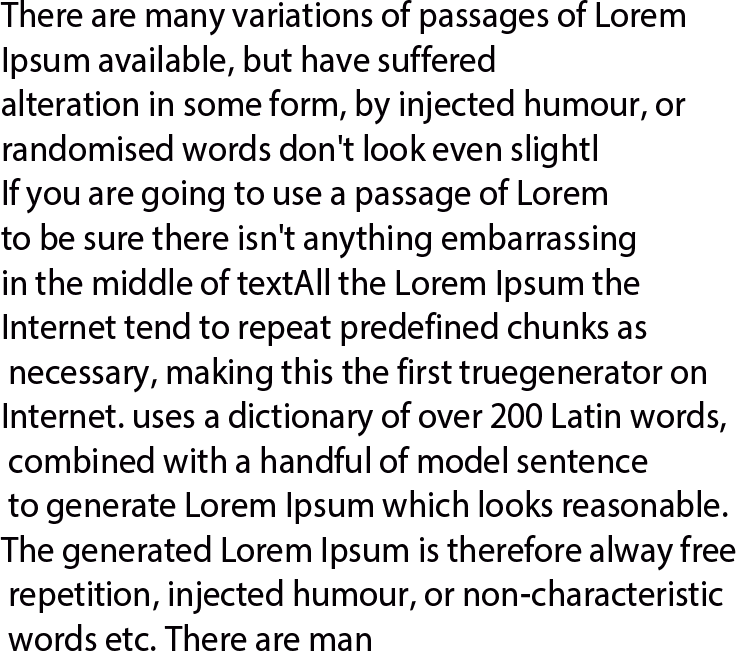 There are many variations of passages of Lorem
Ipsum available, but have suffered
alteration in some form, by injected humour, or
randomised words don't look even slightl
If you are going to use a passage of Lorem
to be sure there isn't anything embarrassing
in the middle of textAll the Lorem Ipsum the
Internet tend to repeat predefined chunks as
necessary, making this the first truegenerator on
Internet. uses a dictionary of over 200 Latin words,
combined with a handful of model sentence
to generate Lorem Ipsum which looks reasonable.
The generated Lorem Ipsum is therefore alway free
repetition, injected humour, or non-characteristic
words etc. There are man